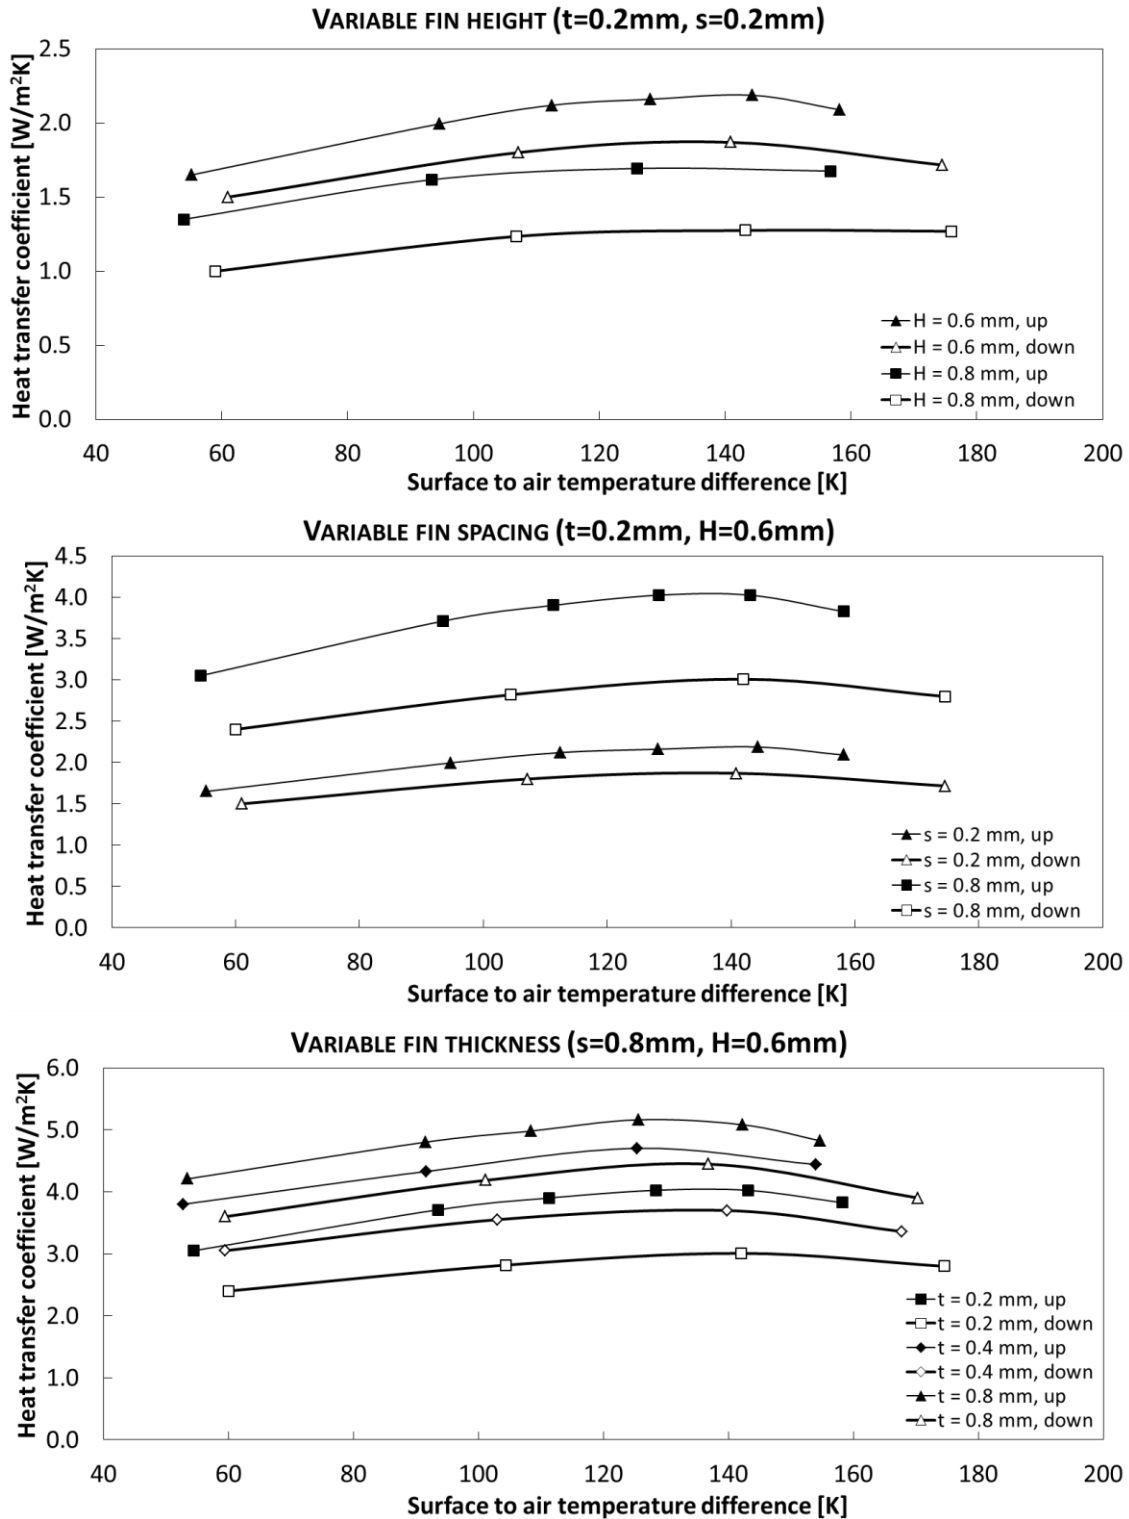 VARIABLE FIN HEIGHT (t=0.2mm, s=0.2mm)
Heat transfer coefficient [W/m²K]
2.5
2.0
1.5
1.0
0.5
0.0
H = 0.6 mm, up
H = 0.6 mm, down
H = 0.8 mm, up
H = 0.8 mm, down
40 60 80 100 120 140 160 180 200
Surface to air temperature difference [K]
VARIABLE FIN SPACING (t=0.2mm, H=0.6mm)
Heat transfer coefficient [W/m²K]
4.5
4.0
3.5
3.0
2.5
2.0
1.5
1.0
0.5
0.0
s = 0.2 mm, up
s = 0.2 mm, down
s = 0.8 mm, up
s = 0.8 mm, down
40 60 80 100 120 140 160 180 200
Surface to air temperature difference [K]
VARIABLE FIN THICKNESS (s=0.8mm, H=0.6mm)
Heat transfer coefficient [W/m²K]
6.0
5.0
4.0
3.0
2.0
1.0
0.0
t = 0.2 mm, up
t = 0.2 mm, down
t = 0.4 mm, up
t = 0.4 mm, down
t = 0.8 mm, up
t = 0.8 mm, down
40 60 80 100 120 140 160 180 200
Surface to air temperature difference [K]